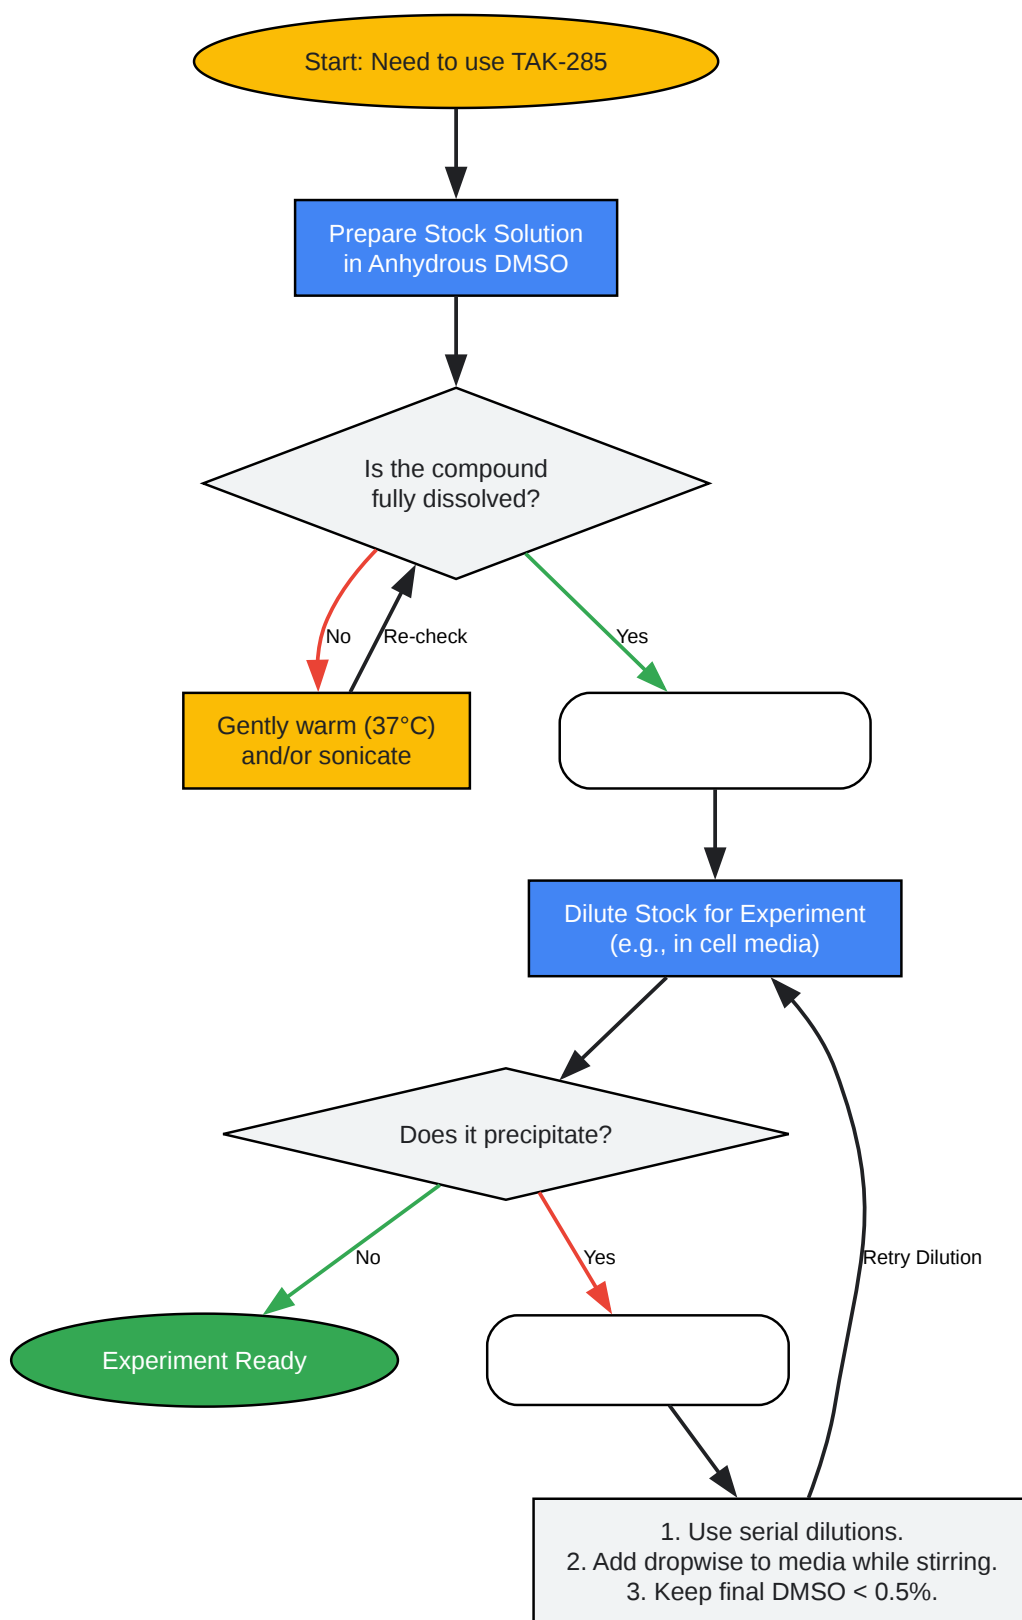 Start: Need to use TAK-285
Prepare Stock Solution
in Anhydrous DMSO
Is the compound
fully dissolved?
No
Re-check
Yes
Gently warm (37°C)
and/or sonicate
Dilute Stock for Experiment
(e.g., in cell media)
Does it precipitate?
No
Yes
Retry Dilution
Experiment Ready
1. Use serial dilutions.
2. Add dropwise to media while stirring.
3. Keep final DMSO < 0.5%.